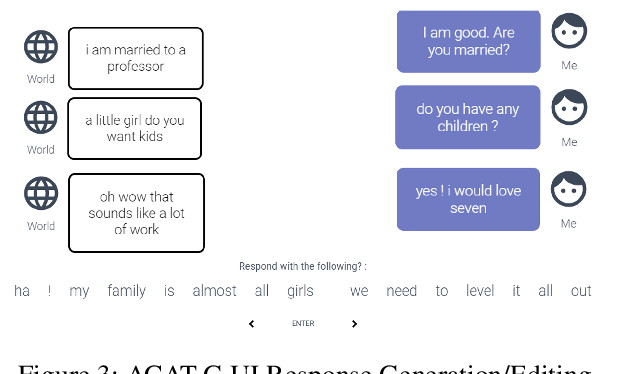 I am good. Are
you married?
Me
i am married to a
professor
World
do you have any
children ?
Me
a little girl do you
want kids
World
yes ! i would love
seven
Me
oh wow that
sounds like a lot
of work
World
Respond with the following? :
ha ! my family is almost all girls we need to level it all out
ENTER
Figure 3: ACAT-G UI Response Generation/Editing